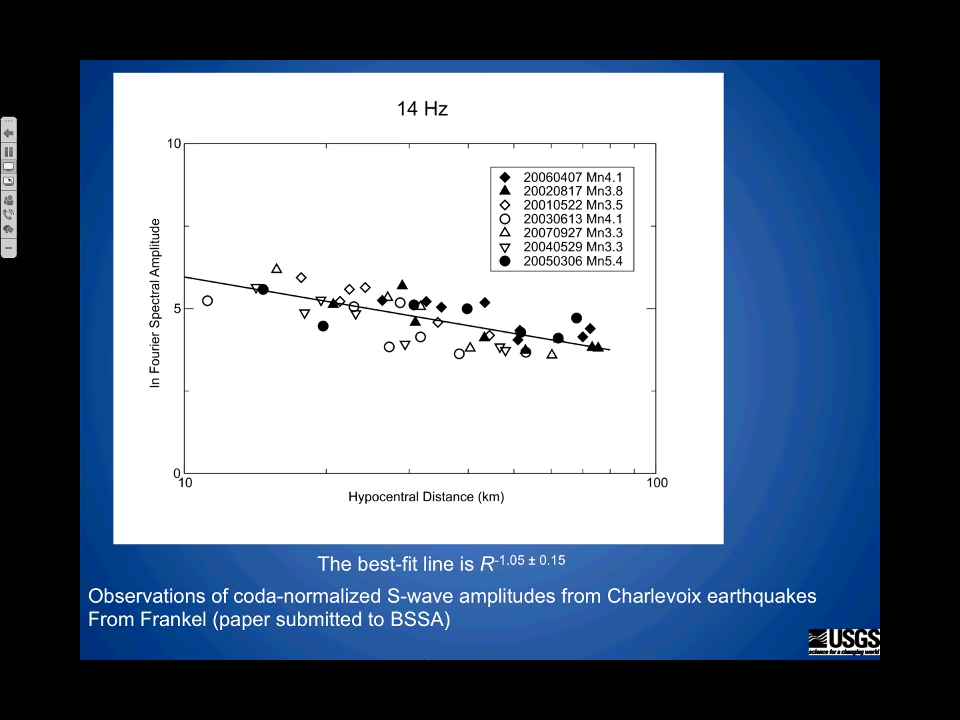 14 Hz
10
20060407 Mn4.1
20020817 Mn3.8
20010522 Mn3.5
20030613 Mn4.1
20070927 Mn3.3
20040529 Mn3.3
20050306 Mn5.4
ln Fourier Spectral Amplitude
5
0
10
100
Hypocentral Distance (km)
The best-fit line is R-1.05 ± 0.15
Observations of coda-normalized S-wave amplitudes from Charlevoix earthquakes
From Frankel (paper submitted to BSSA)
USGS
science for a changing world